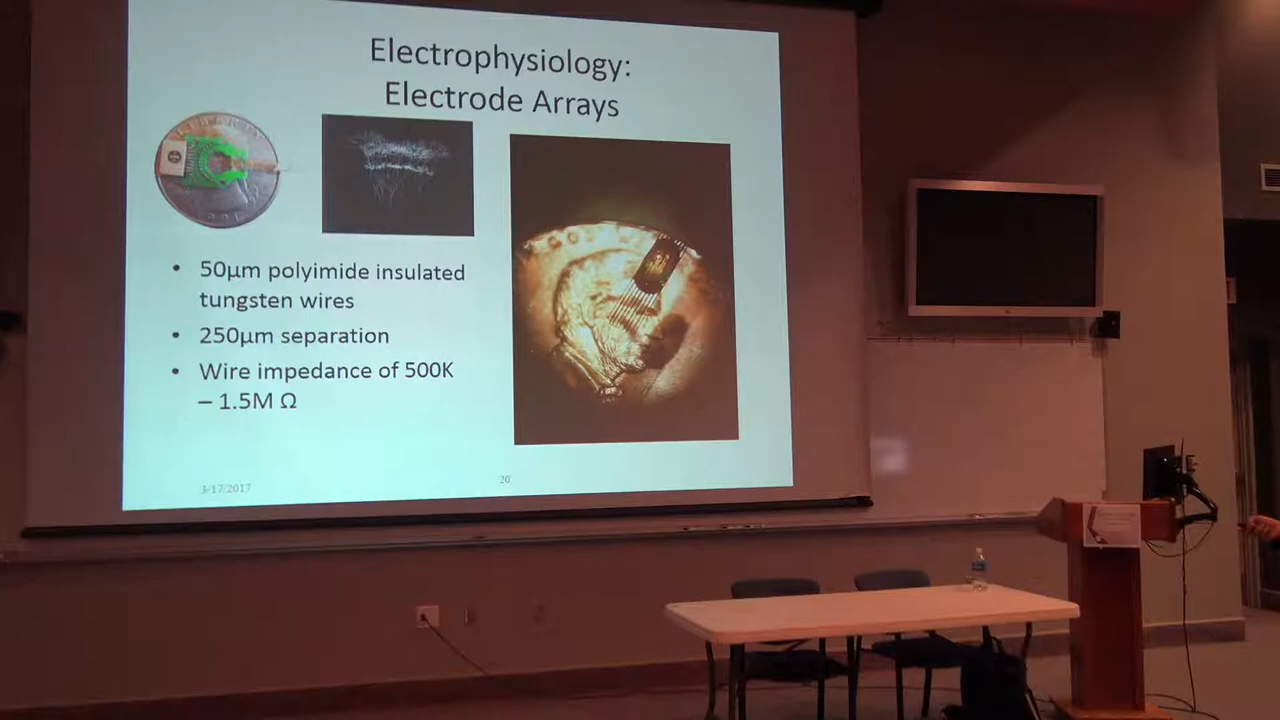 Electrophysiology:
Electrode Arrays
• 50µm polyimide insulated
tungsten wires
• 250µm separation
• Wire impedance of 500K
– 1.5M Ω
3/17/2017
20